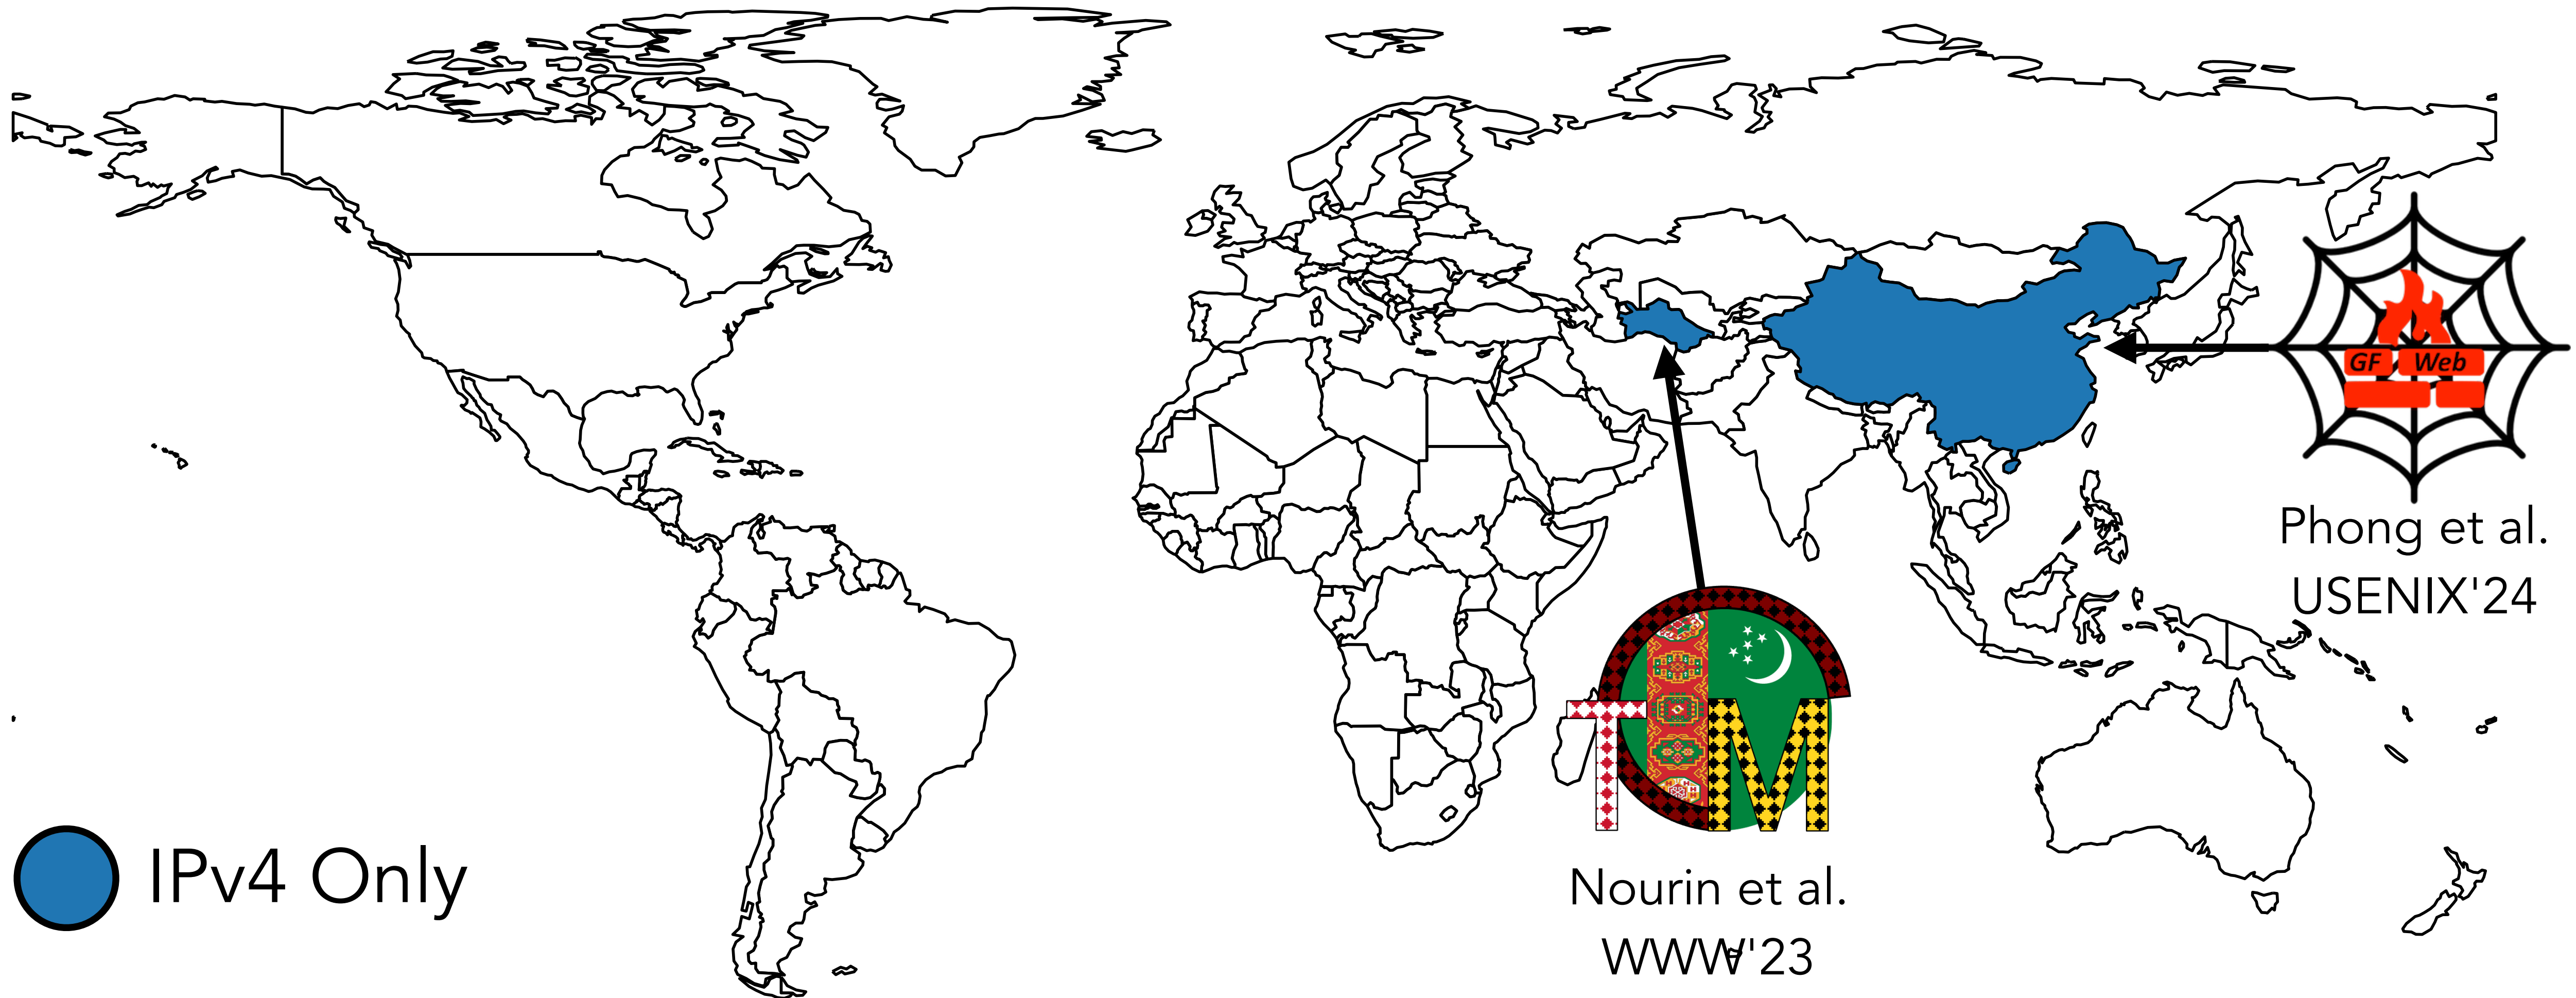 GF Web
Phong et al.
USENIX'24
TM
Nourin et al.
WWW'23
IPv4 Only